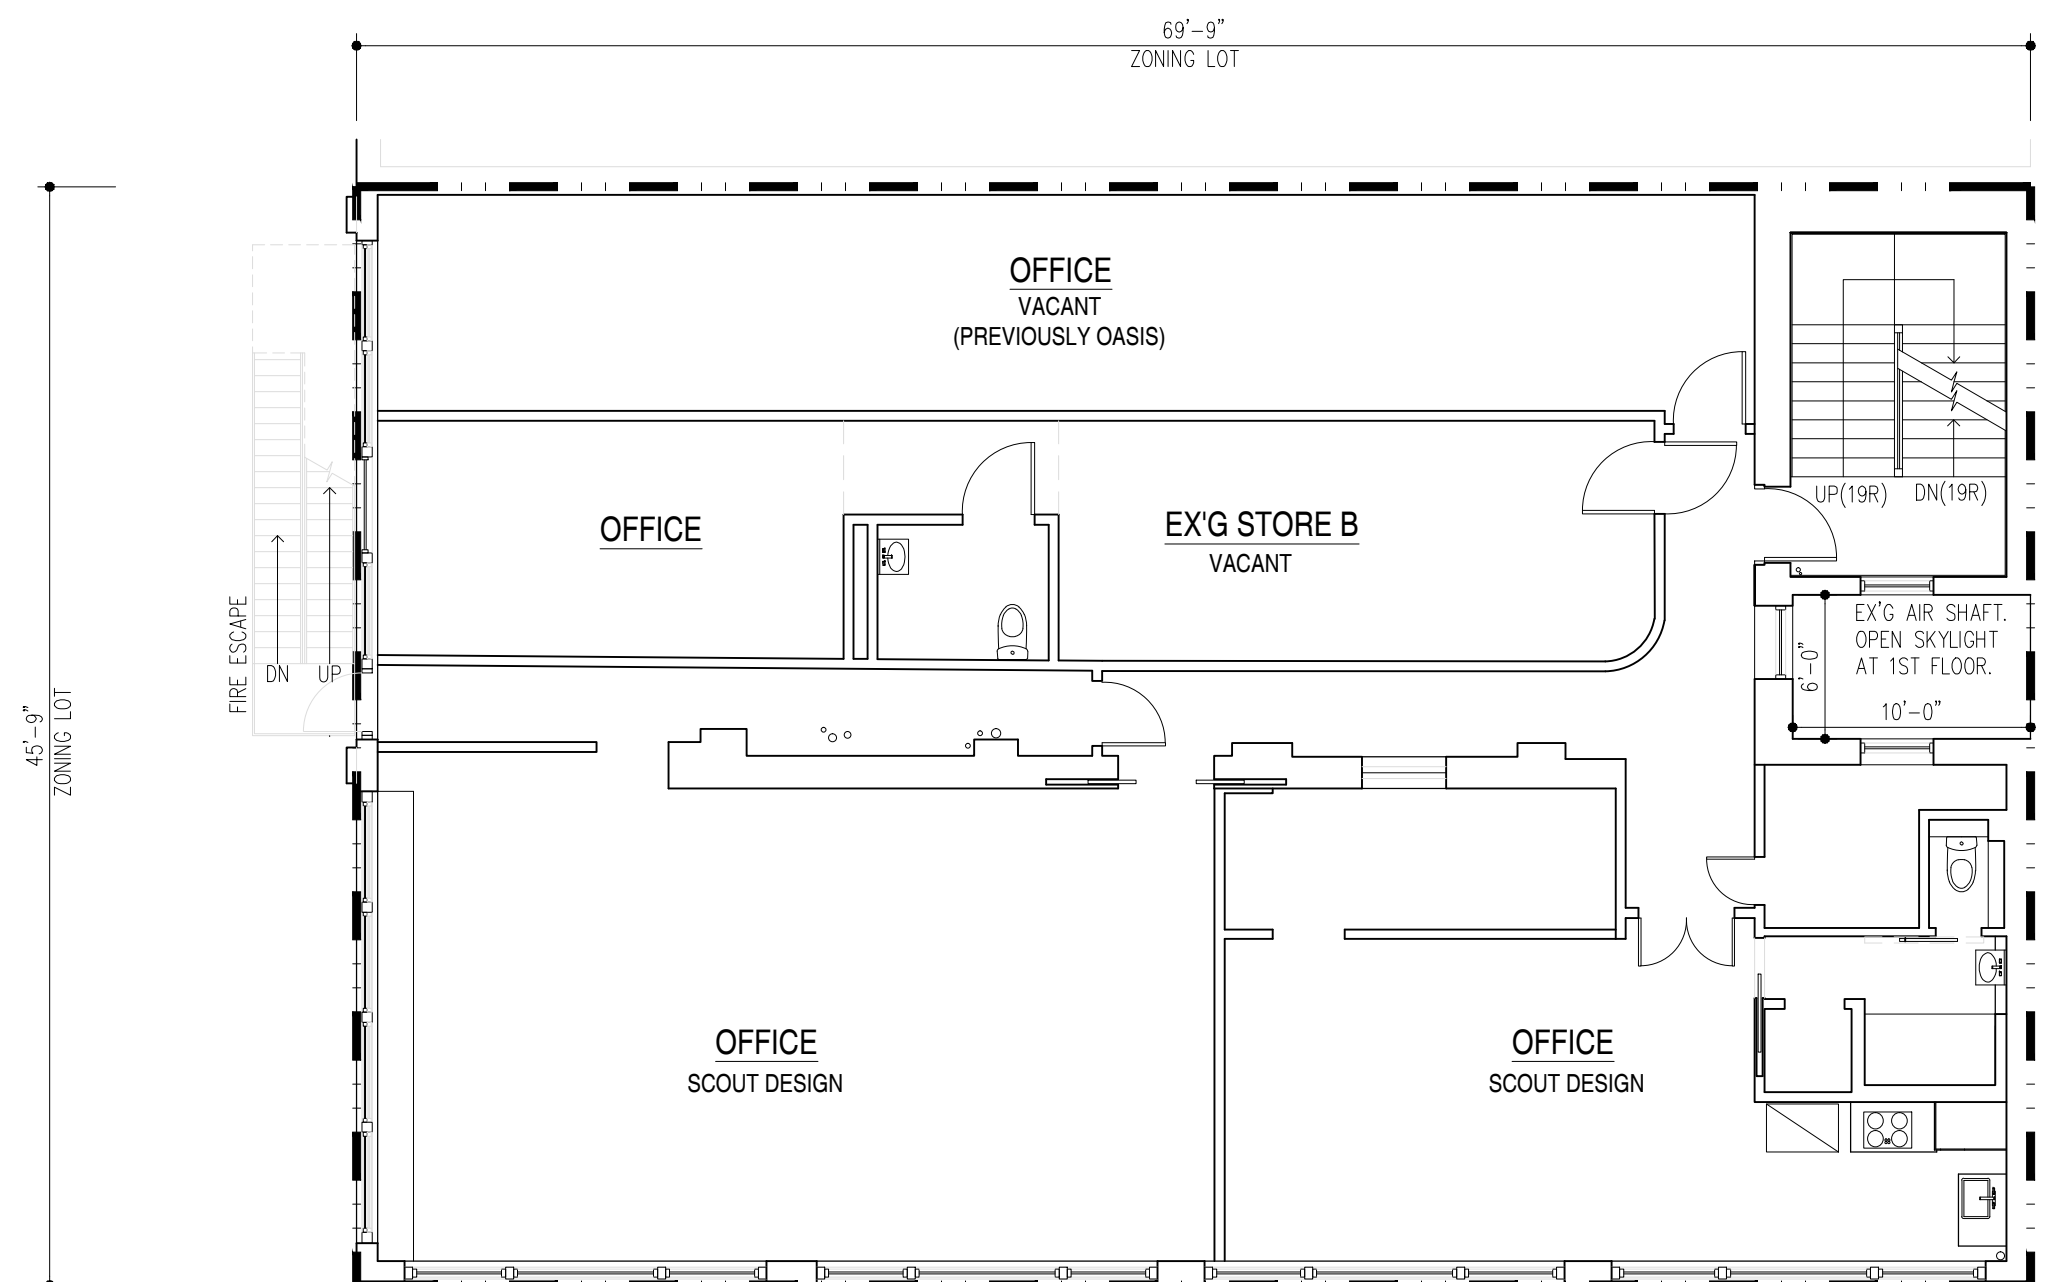 69'-9"
ZONING LOT
OFFICE
VACANT
(PREVIOUSLY OASIS)
UP(19R)
DN(19R)
OFFICE
EX'G STORE B
VACANT
EX'G AIR SHAFT.
OPEN SKYLIGHT
AT 1ST FLOOR.
6'-0"
10'-0"
FIRE ESCAPE
DN
UP
45'-9"
ZONING LOT
OFFICE
SCOUT DESIGN
OFFICE
SCOUT DESIGN